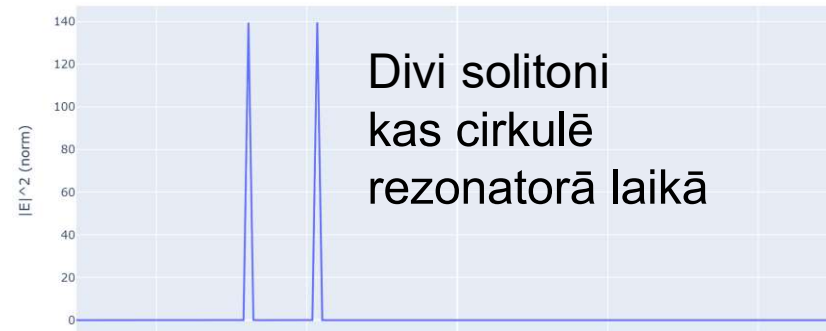 140
120
100
80
60
40
20
0
|E|^2 (norm)
Divi solitoni
kas cirkulē
rezonatorā laikā